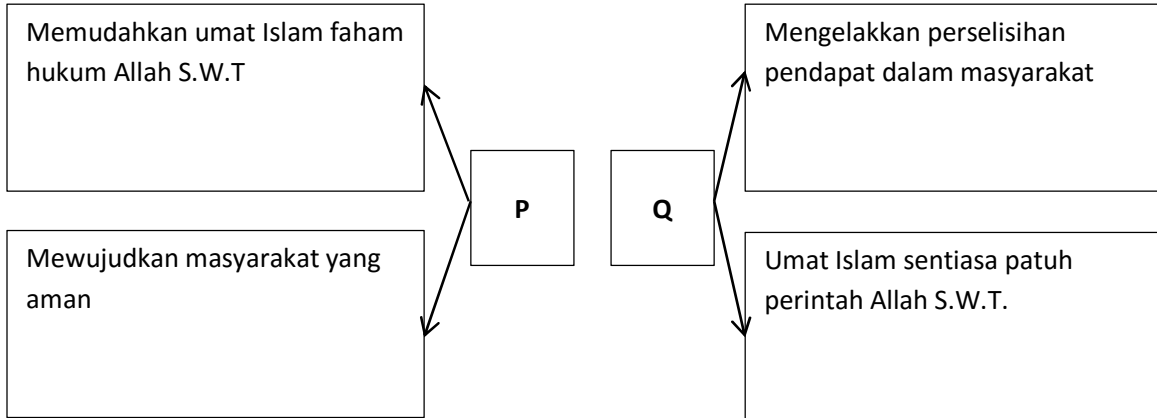 Memudahkan umat Islam faham
hukum Allah S.W.T
Mewujudkan masyarakat yang
aman
P
Q
Mengelakkan perselisihan
pendapat dalam masyarakat
Umat Islam sentiasa patuh
perintah Allah S.W.T.